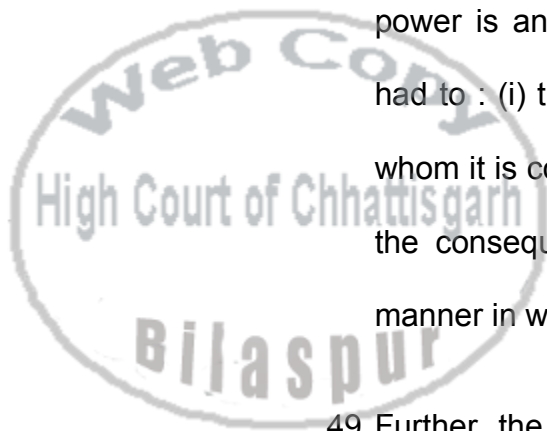 power is an
had to : (i) t
whom it is co
the consequ
manner in w
49 Further, the
Web Copy
High Court of Chhattisgarh
Bilaspur